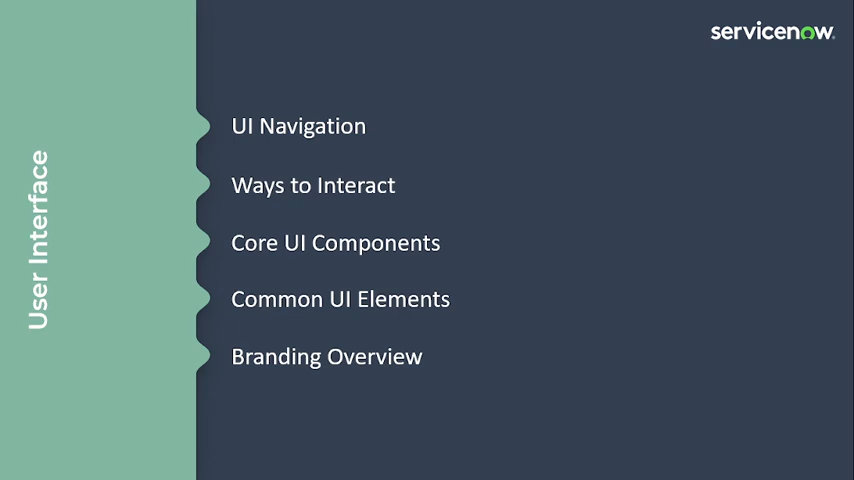 servicenow.
User Interface
UI Navigation
Ways to Interact
Core UI Components
Common UI Elements
Branding Overview